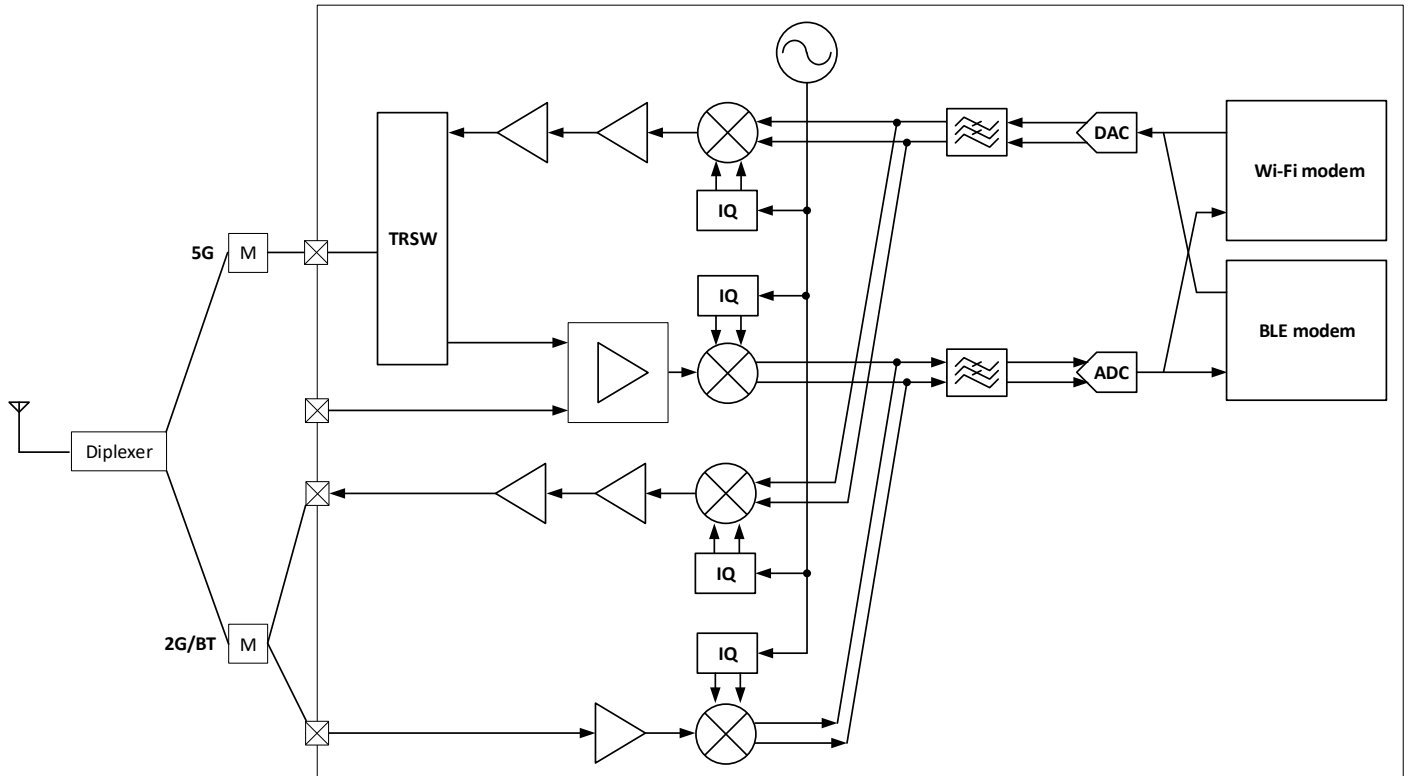 DAC
Wi-Fi modem
IQ
TRSW
5G
M
IQ
BLE modem
ADC
Diplexer
IQ
2G/BT
M
IQ